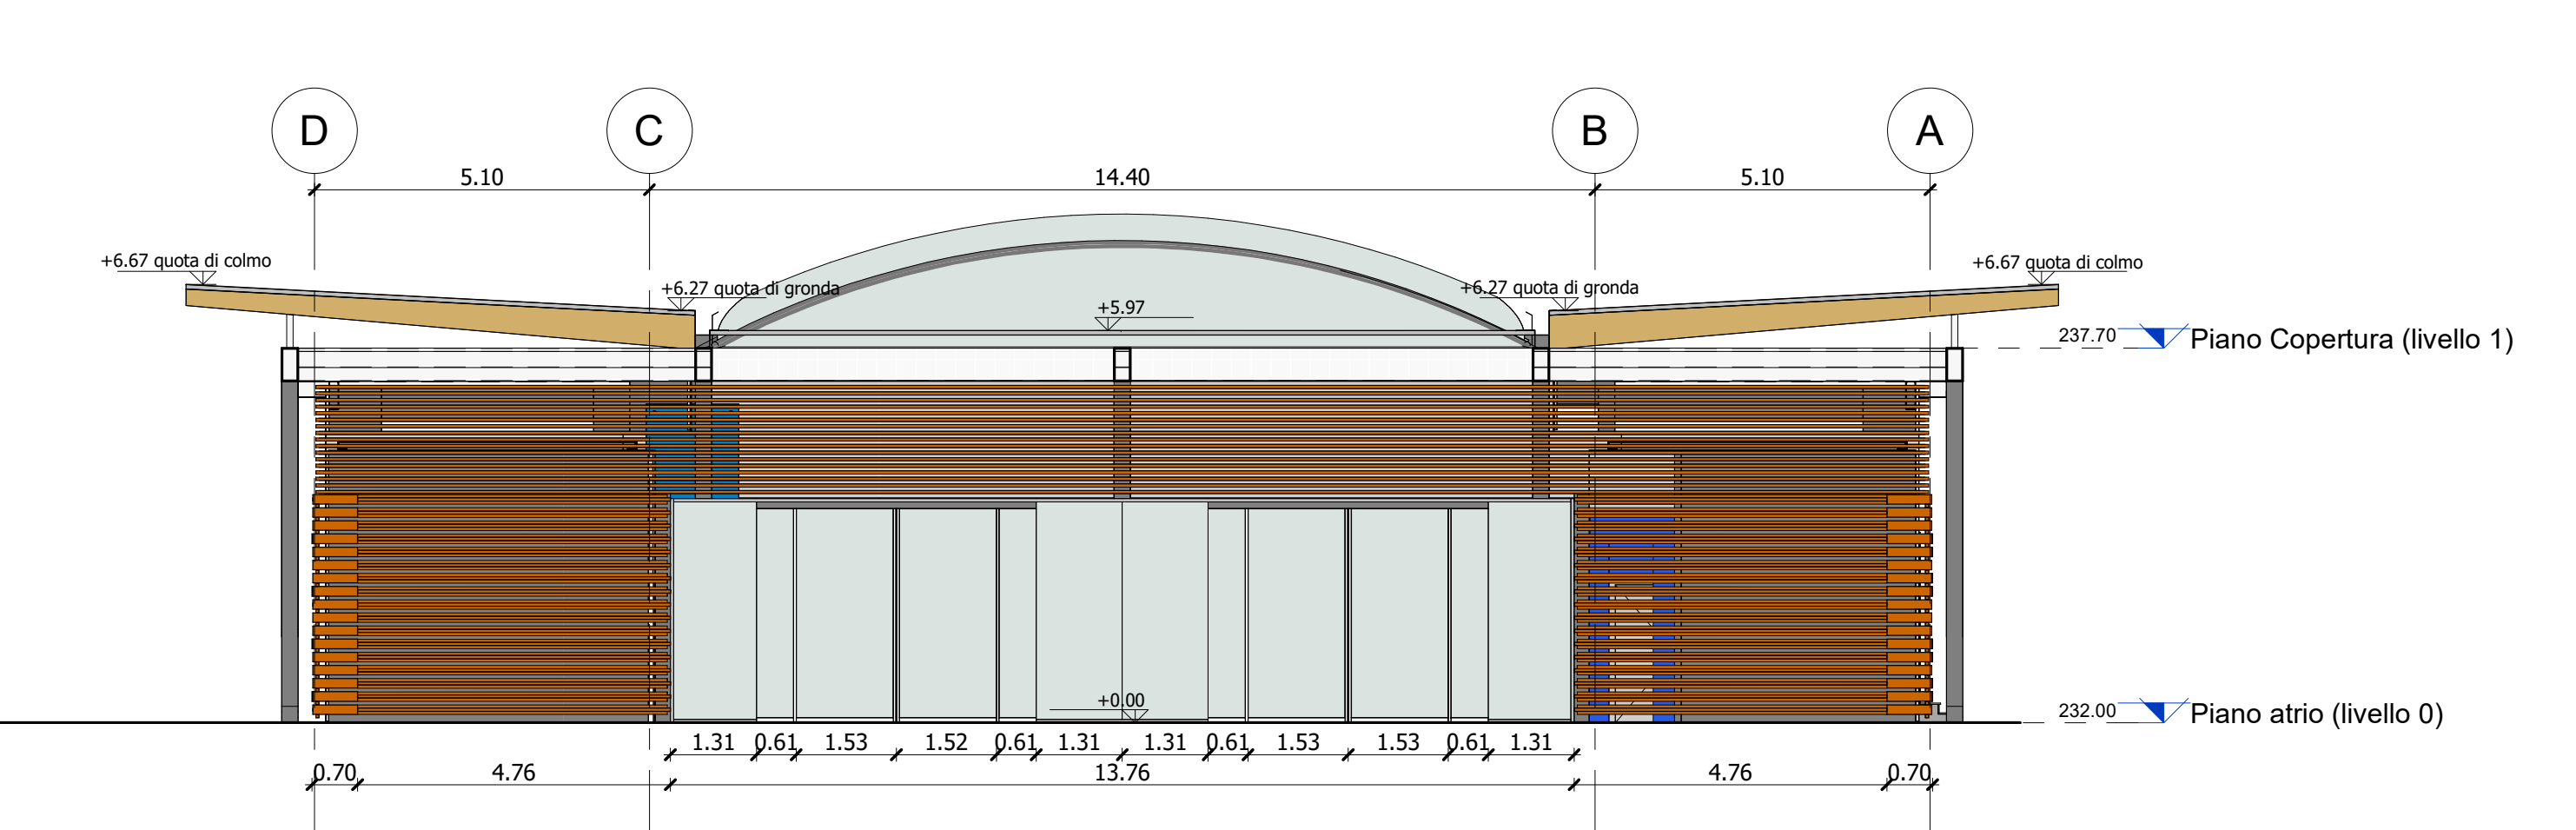 D C B A
5.10 14.40 5.10
+6.67 quota di colmo +6.67 quota di colmo
+6.27 quota di gronda +6.27 quota di gronda
+5.97
237.70 Piano Copertura (livello 1)
+0.00
232.00 Piano atrio (livello 0)
1.31 0.61 1.53 1.52 0.61 1.31 1.31 0.61 1.53 1.53 0.61 1.31
0.70 4.76 13.76 4.76 0.70